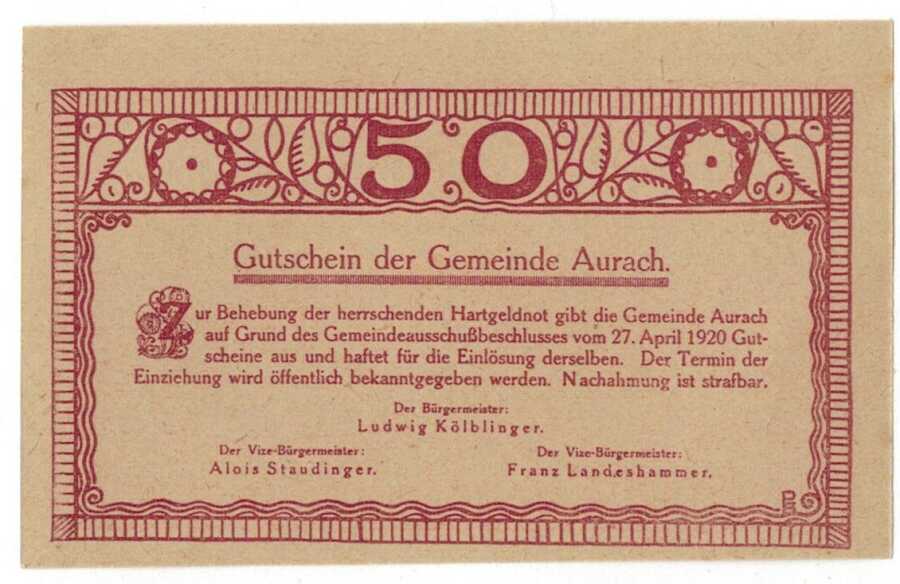 50
Gutschein der Gemeinde Aurach.
Zur Behebung der herrschenden Hartgeldnot gibt die Gemeinde Aurach
auf Grund des Gemeindeausschußbeschlusses vom 27. April 1920 Gut-
scheine aus und haftet für die Einlösung derselben. Der Termin der
Einziehung wird öffentlich bekanntgegeben werden. Nachahmung ist strafbar.
Der Bürgermeister:
Ludwig Kölblinger.
Der Vize-Bürgermeister: Der Vize-Bürgermeister:
Alois Staudinger. Franz Landeshammer.